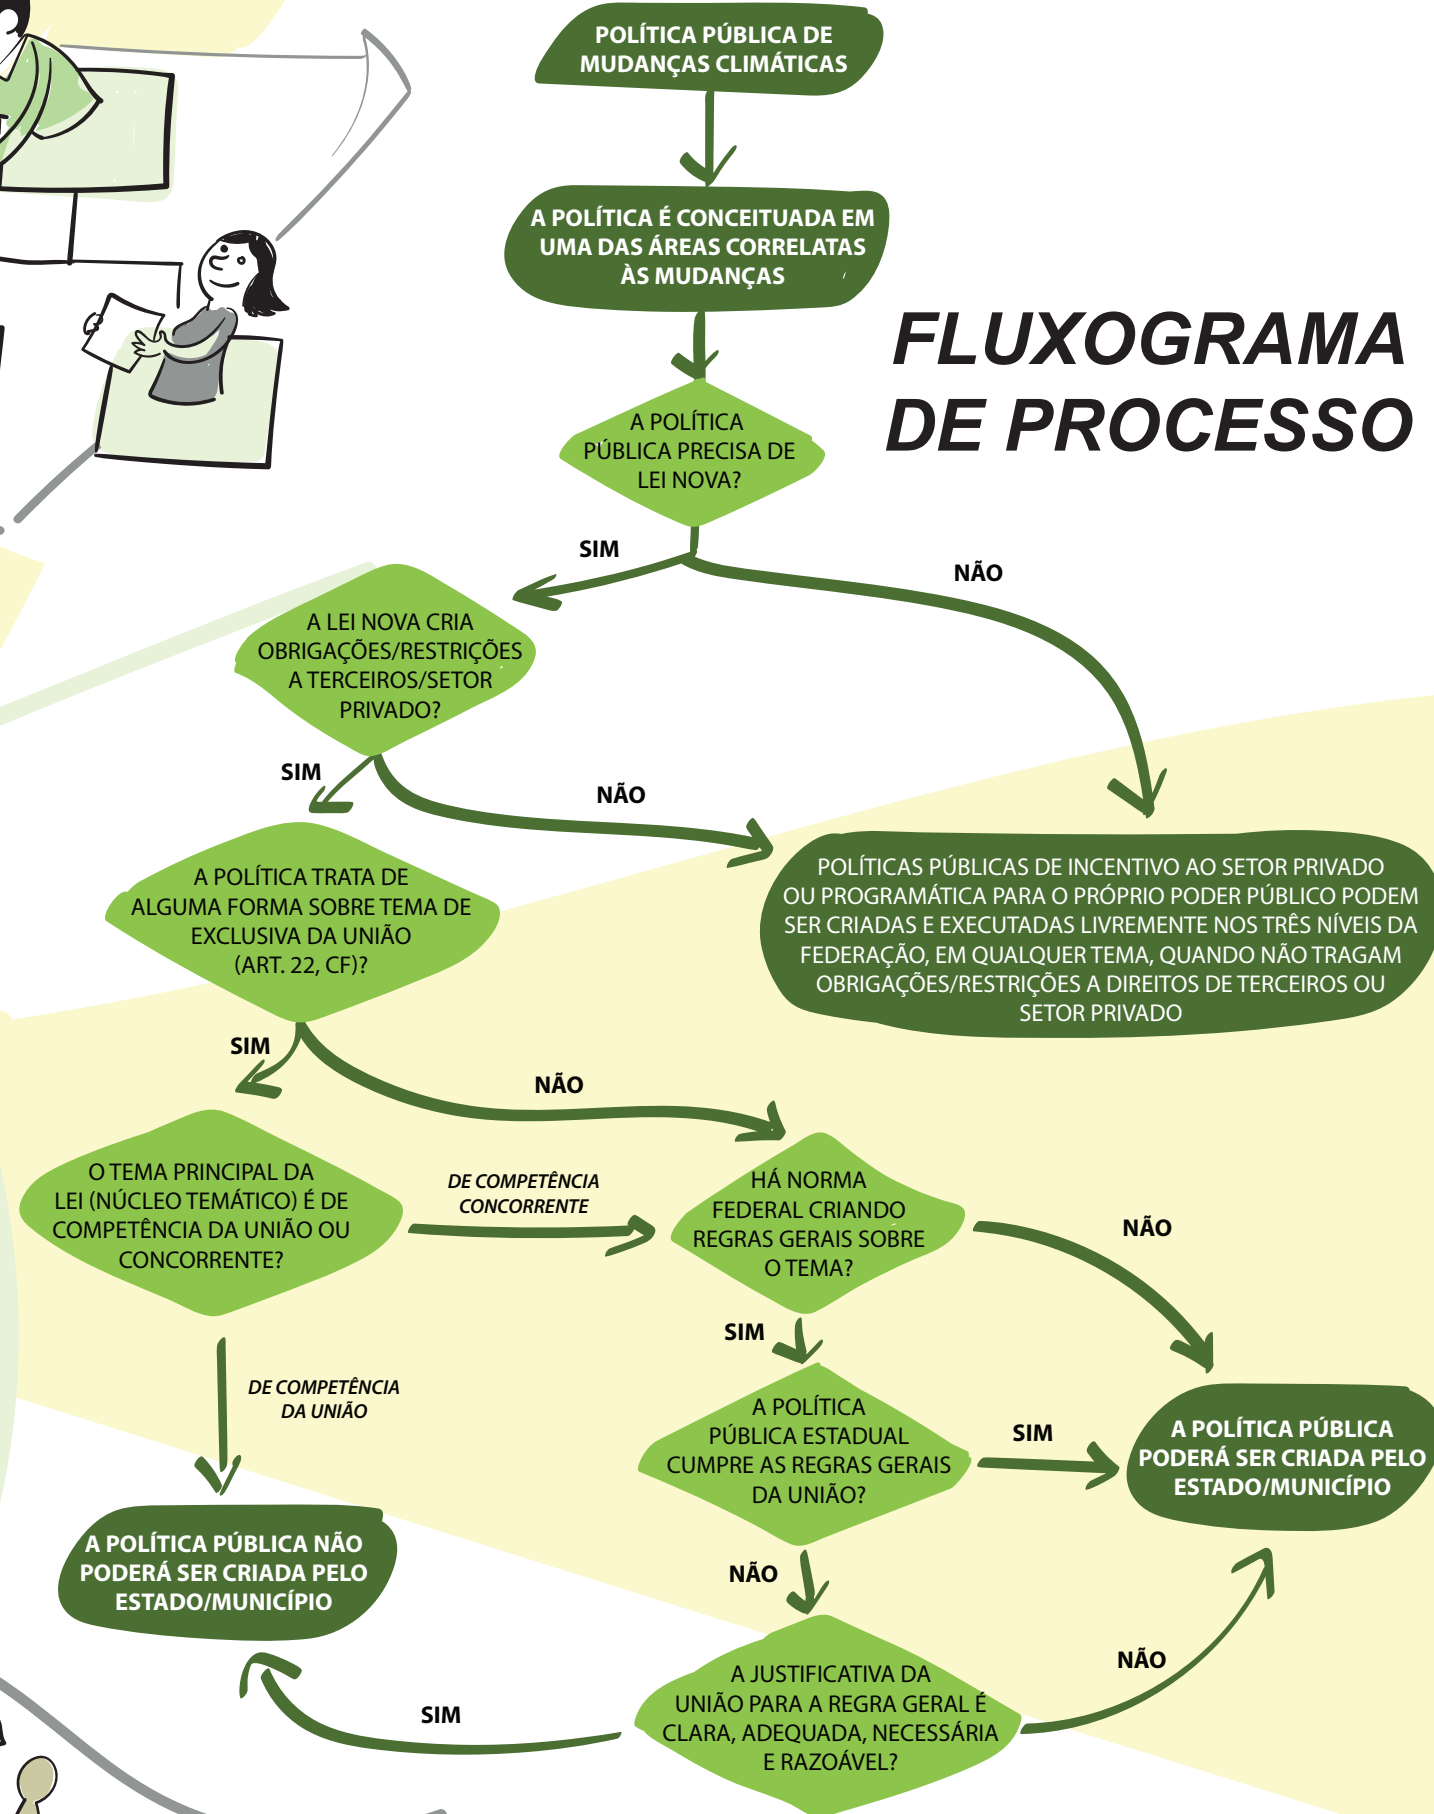 POLÍTICA PÚBLICA DE
MUDANÇAS CLIMÁTICAS
A POLÍTICA É CONCEITUADA EM
UMA DAS ÁREAS CORRELATAS
ÀS MUDANÇAS
FLUXOGRAMA
DE PROCESSO
A POLÍTICA
PÚBLICA PRECISA DE
LEI NOVA?
SIM
NÃO
A LEI NOVA CRIA
OBRIGAÇÕES/RESTRIÇÕES
A TERCEIROS/SETOR
PRIVADO?
SIM
NÃO
POLÍTICAS PÚBLICAS DE INCENTIVO AO SETOR PRIVADO
OU PROGRAMÁTICA PARA O PRÓPRIO PODER PÚBLICO PODEM
SER CRIADAS E EXECUTADAS LIVREMENTE NOS TRÊS NÍVEIS DA
FEDERAÇÃO, EM QUALQUER TEMA, QUANDO NÃO TRAGAM
OBRIGAÇÕES/RESTRIÇÕES A DIREITOS DE TERCEIROS OU
SETOR PRIVADO
A POLÍTICA TRATA DE
ALGUMA FORMA SOBRE TEMA DE
EXCLUSIVA DA UNIÃO
(ART. 22, CF)?
SIM
NÃO
O TEMA PRINCIPAL DA
LEI (NÚCLEO TEMÁTICO) É DE
COMPETÊNCIA DA UNIÃO OU
CONCORRENTE?
DE COMPETÊNCIA
CONCORRENTE
HÁ NORMA
FEDERAL CRIANDO
REGRAS GERAIS SOBRE
O TEMA?
NÃO
SIM
DE COMPETÊNCIA
DA UNIÃO
A POLÍTICA
PÚBLICA ESTADUAL
CUMPRE AS REGRAS GERAIS
DA UNIÃO?
SIM
A POLÍTICA PÚBLICA
PODERÁ SER CRIADA PELO
ESTADO/MUNICÍPIO
A POLÍTICA PÚBLICA NÃO
PODERÁ SER CRIADA PELO
ESTADO/MUNICÍPIO
NÃO
A JUSTIFICATIVA DA
UNIÃO PARA A REGRA GERAL É
CLARA, ADEQUADA, NECESSÁRIA
E RAZOÁVEL?
SIM
NÃO